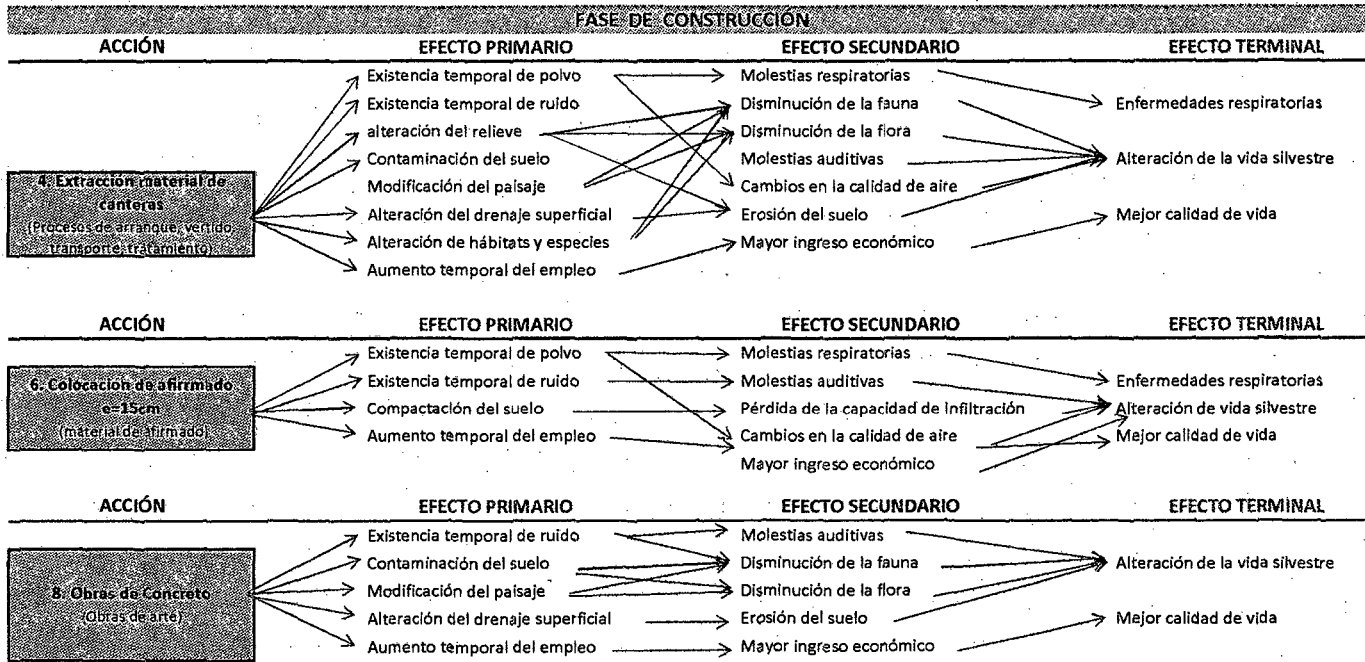 FASE DE CONSTRUCCIÓN
ACCIÓN EFECTO PRIMARIO EFECTO SECUNDARIO EFECTO TERMINAL
4. Extracción material de
canteras
(Procesos de arranque, vertido,
transporte, tratamiento)
Existencia temporal de polvo
Existencia temporal de ruido
alteración del relieve
Contaminación del suelo
Modificación del paisaje
Alteración del drenaje superficial
Alteración de hábitats y especies
Aumento temporal del empleo
Molestias respiratorias
Disminución de la fauna
Disminución de la flora
Molestias auditivas
Cambios en la calidad de aire
Erosión del suelo
Mayor ingreso económico
Enfermedades respiratorias
Alteración de la vida silvestre
Mejor calidad de vida
ACCIÓN EFECTO PRIMARIO EFECTO SECUNDARIO EFECTO TERMINAL
6. Colocación de afirmado
e=15cm
(material de afirmado)
Existencia temporal de polvo
Existencia temporal de ruido
Compactación del suelo
Aumento temporal del empleo
Molestias respiratorias
Molestias auditivas
Pérdida de la capacidad de infiltración
Cambios en la calidad de aire
Mayor ingreso económico
Enfermedades respiratorias
Alteración de vida silvestre
Mejor calidad de vida
ACCIÓN EFECTO PRIMARIO EFECTO SECUNDARIO EFECTO TERMINAL
8. Obras de Concreto
(Obras de arte)
Existencia temporal de ruido
Contaminación del suelo
Modificación del paisaje
Alteración del drenaje superficial
Aumento temporal del empleo
Molestias auditivas
Disminución de la fauna
Disminución de la flora
Erosión del suelo
Mayor ingreso económico
Alteración de la vida silvestre
Mejor calidad de vida